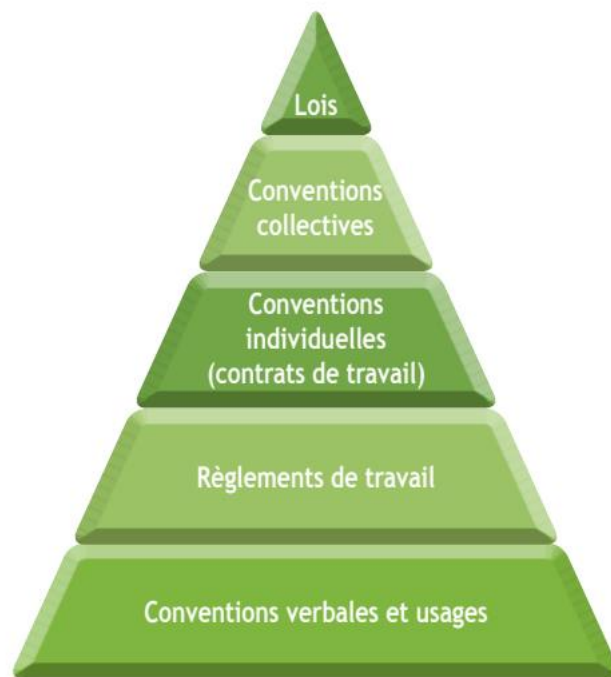 Lois
Conventions
collectives
Conventions
individuelles
(contrats de travail)
Règlements de travail
Conventions verbales et usages